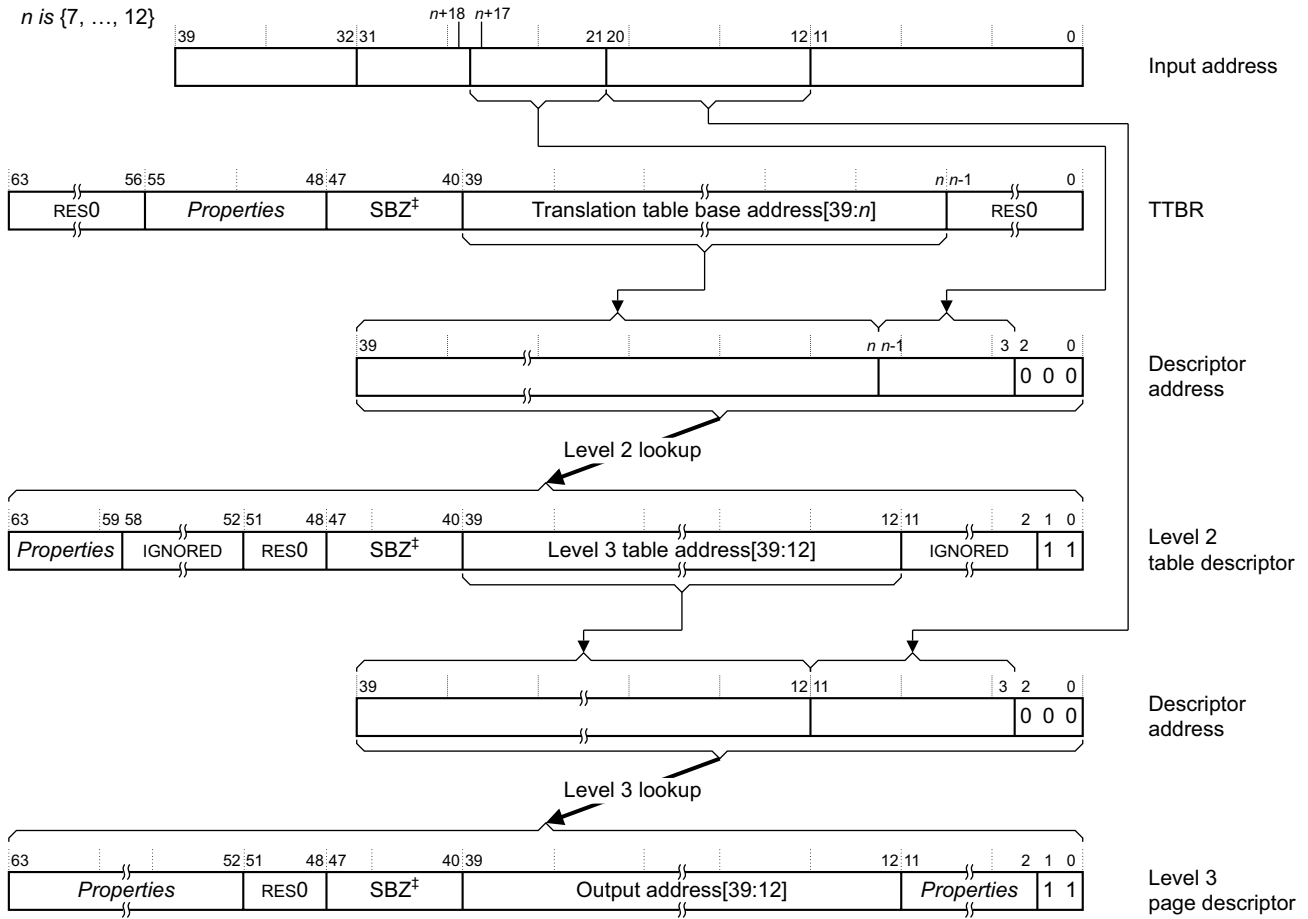 n is {7, …, 12}
n+18 n+17
39 32 31 21 20 12 11 0
Input address
63 56 55 48 47 40 39 n n-1 0
RES0 Properties SBZ‡ Translation table base address[39:n] RES0
TTBR
39 n n-1 3 2 0
0 0 0
Descriptor
address
Level 2 lookup
63 59 58 52 51 48 47 40 39 12 11 2 1 0
Properties IGNORED RES0 SBZ‡ Level 3 table address[39:12] IGNORED 1 1
Level 2
table descriptor
39 12 11 3 2 0
0 0 0
Descriptor
address
Level 3 lookup
63 52 51 48 47 40 39 12 11 2 1 0
Properties RES0 SBZ‡ Output address[39:12] Properties 1 1
Level 3
page descriptor